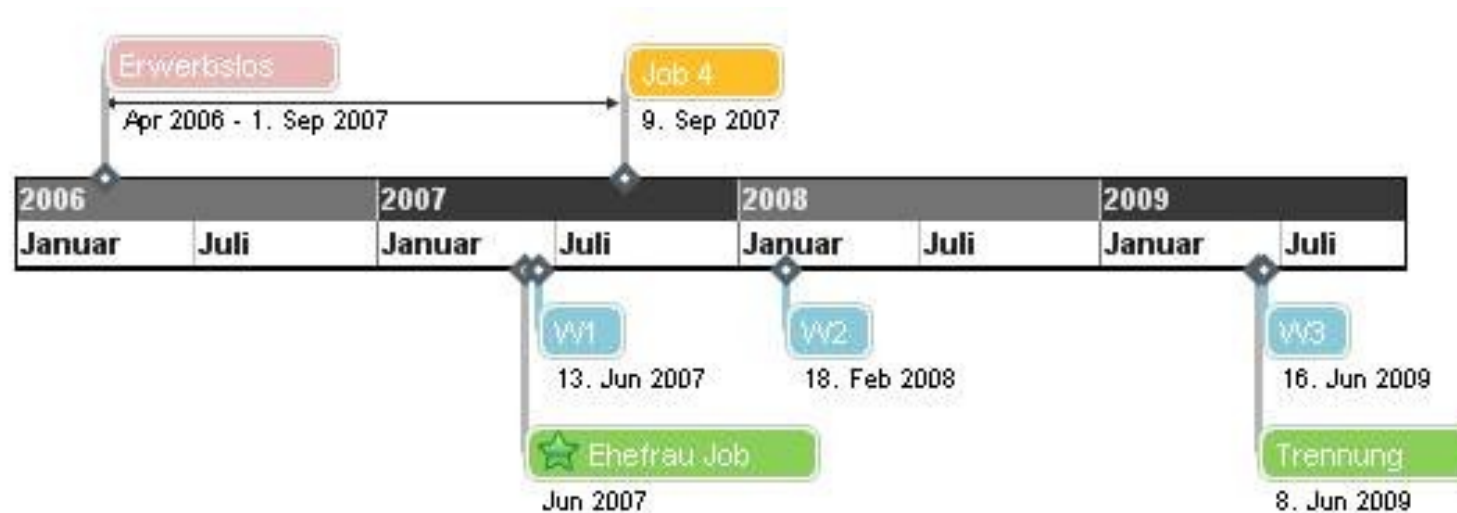 Erwerbslos
Job 4
Apr 2006 - 1. Sep 2007
9. Sep 2007
2006 2007 2008 2009
Januar Juli Januar Juli Januar Juli Januar Juli
W1 W2 W3
13. Jun 2007 18. Feb 2008 16. Jun 2009
Ehefrau Job Trennung
Jun 2007 8. Jun 2009